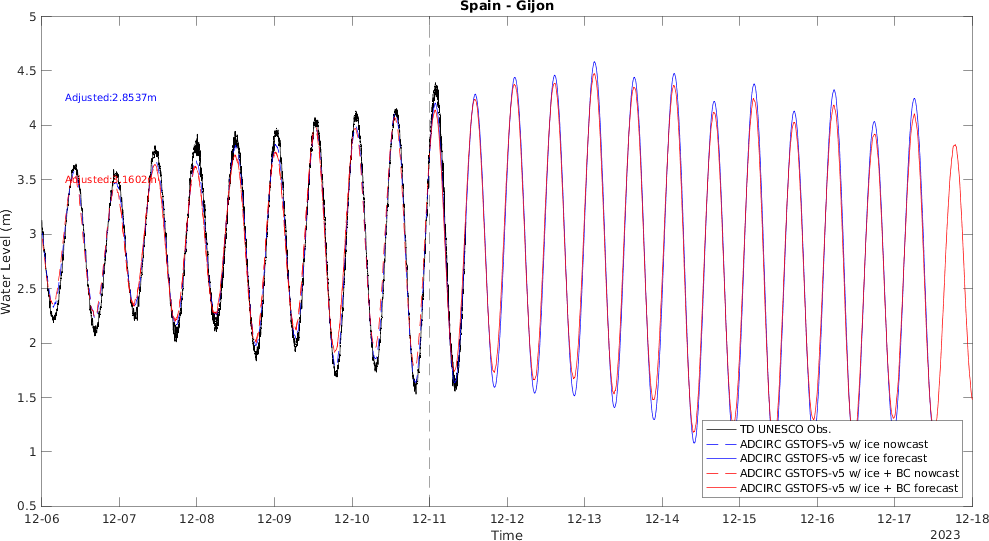 Spain - Gijon
5
4.5
4
3.5
3
2.5
2
1.5
1
0.5
Water Level (m)
Adjusted:2.8537m
Adjusted:3.1602m
TD UNESCO Obs.
ADCIRC GSTOFS-v5 w/ ice nowcast
ADCIRC GSTOFS-v5 w/ ice forecast
ADCIRC GSTOFS-v5 w/ ice + BC nowcast
ADCIRC GSTOFS-v5 w/ ice + BC forecast
12-06 12-07 12-08 12-09 12-10 12-11 12-12 12-13 12-14 12-15 12-16 12-17 12-18
Time
2023